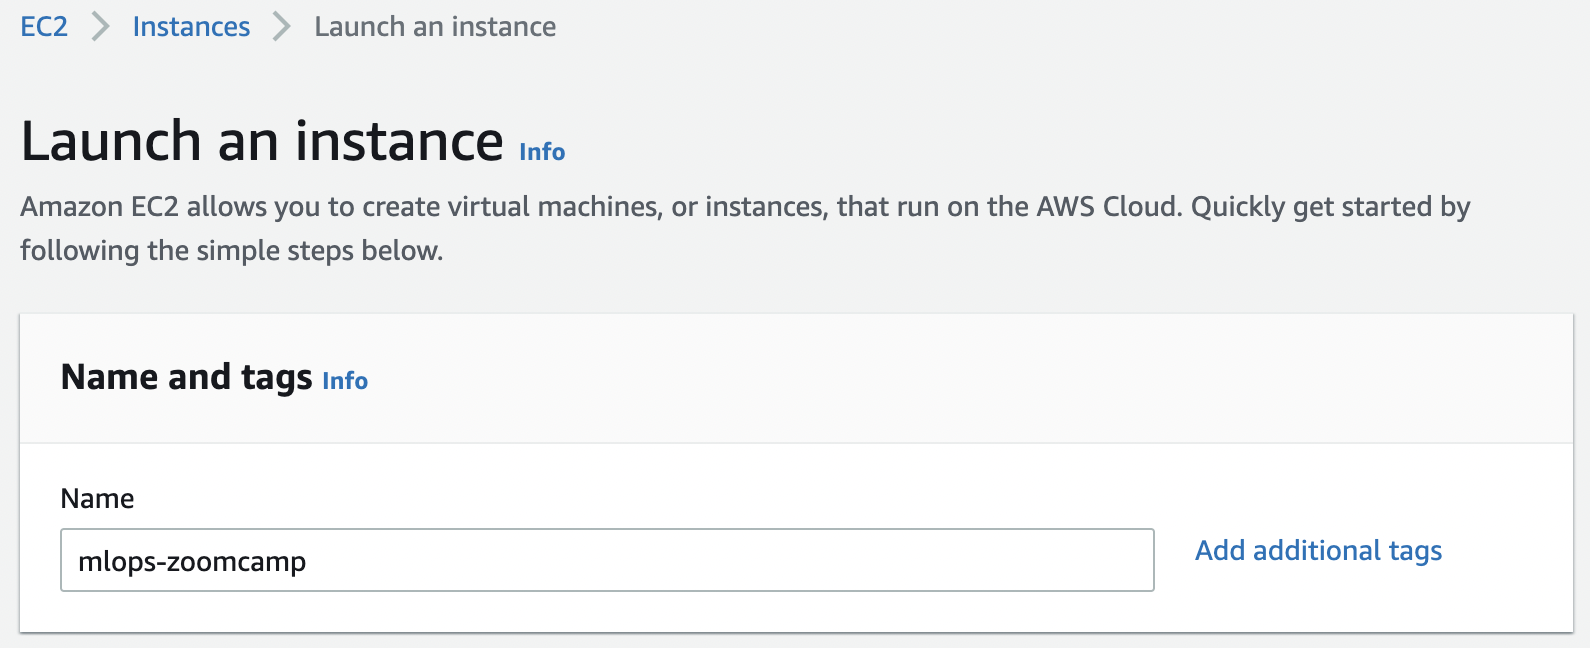 EC2 Instances Launch an instance
Launch an instance Info
Amazon EC2 allows you to create virtual machines, or instances, that run on the AWS Cloud. Quickly get started by
following the simple steps below.
Name and tags Info
Name
mlops-zoomcamp
Add additional tags